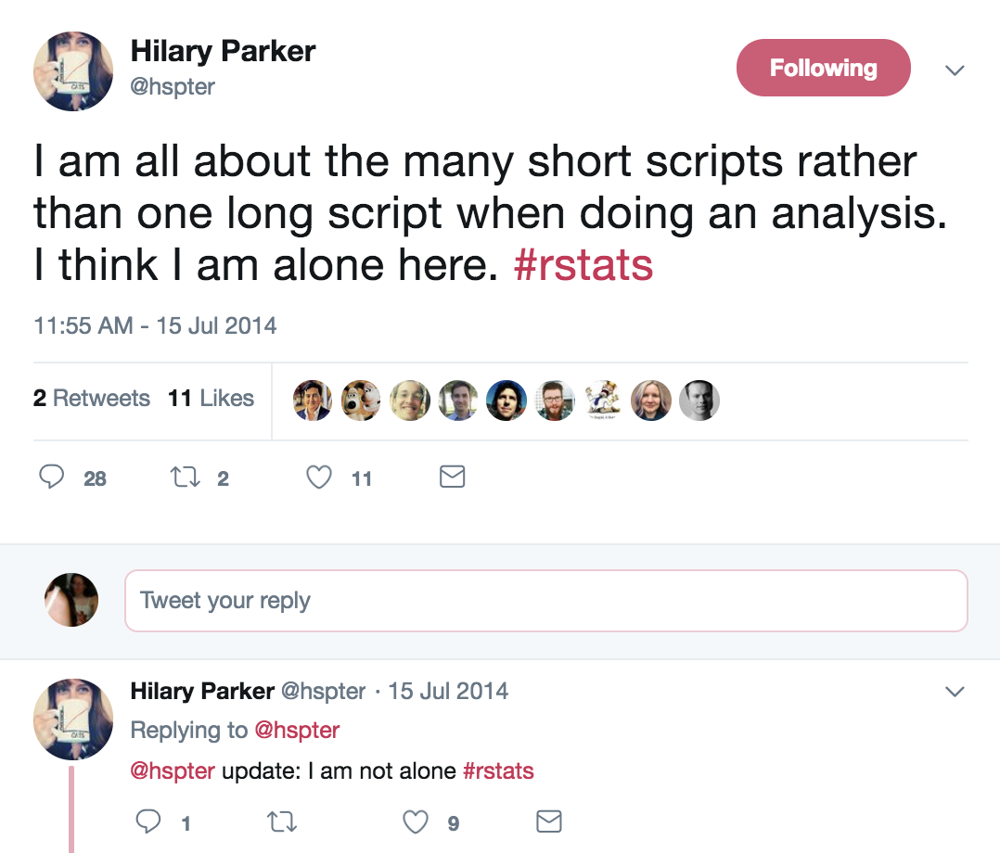 Hilary Parker
@hspter
Following
I am all about the many short scripts rather
than one long script when doing an analysis.
I think I am alone here. #rstats
11:55 AM - 15 Jul 2014
2 Retweets 11 Likes
28 2 11
Tweet your reply
Hilary Parker @hspter · 15 Jul 2014
Replying to @hspter
@hspter update: I am not alone #rstats
1 9